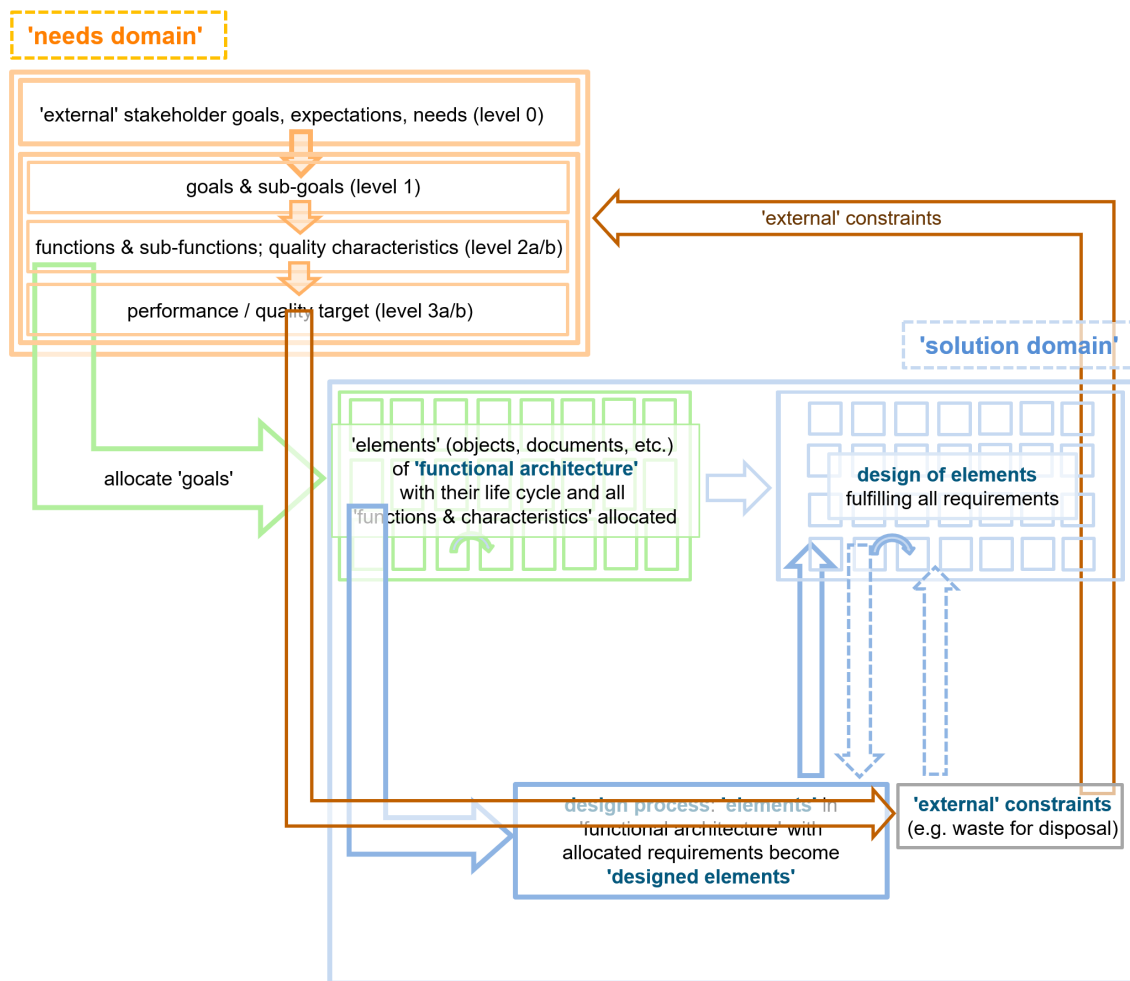 'needs domain'
'external' stakeholder goals, expectations, needs (level 0)
goals & sub-goals (level 1)
functions & sub-functions; quality characteristics (level 2a/b)
performance / quality target (level 3a/b)
'external' constraints
'solution domain'
allocate 'goals'
'elements' (objects, documents, etc.)
of 'functional architecture'
with their life cycle and all
'functions & characteristics' allocated
design of elements
fulfilling all requirements
design process: 'elements' in
'functional architecture' with
allocated requirements become
'designed elements'
'external' constraints
(e.g. waste for disposal)